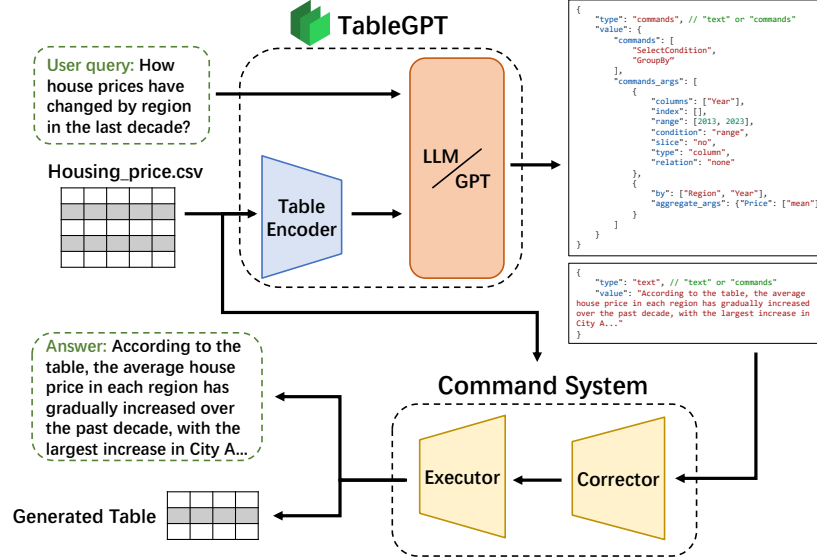 TableGPT
User query: How
house prices have
changed by region
in the last decade?
Housing_price.csv
Table
Encoder
LLM
GPT
{
"type": "commands", // "text" or "commands"
"value": {
"commands": [
"SelectCondition",
"GroupBy"
],
"commands_args": [
{
"columns": ["Year"],
"index": [],
"range": [2013, 2023],
"condition": "range",
"slice": "no",
"type": "column",
"relation": "none"
},
{
"by": ["Region", "Year"],
"aggregate_args": {"Price": ["mean"]
}
]
}
}
{
"type": "text", // "text" or "commands"
"value": "According to the table, the average
house price in each region has gradually increased
over the past decade, with the largest increase in
City A..."
}
Command System
Answer: According to the
table, the average house
price in each region has
gradually increased over
the past decade, with the
largest increase in City A...
Executor
Corrector
Generated Table